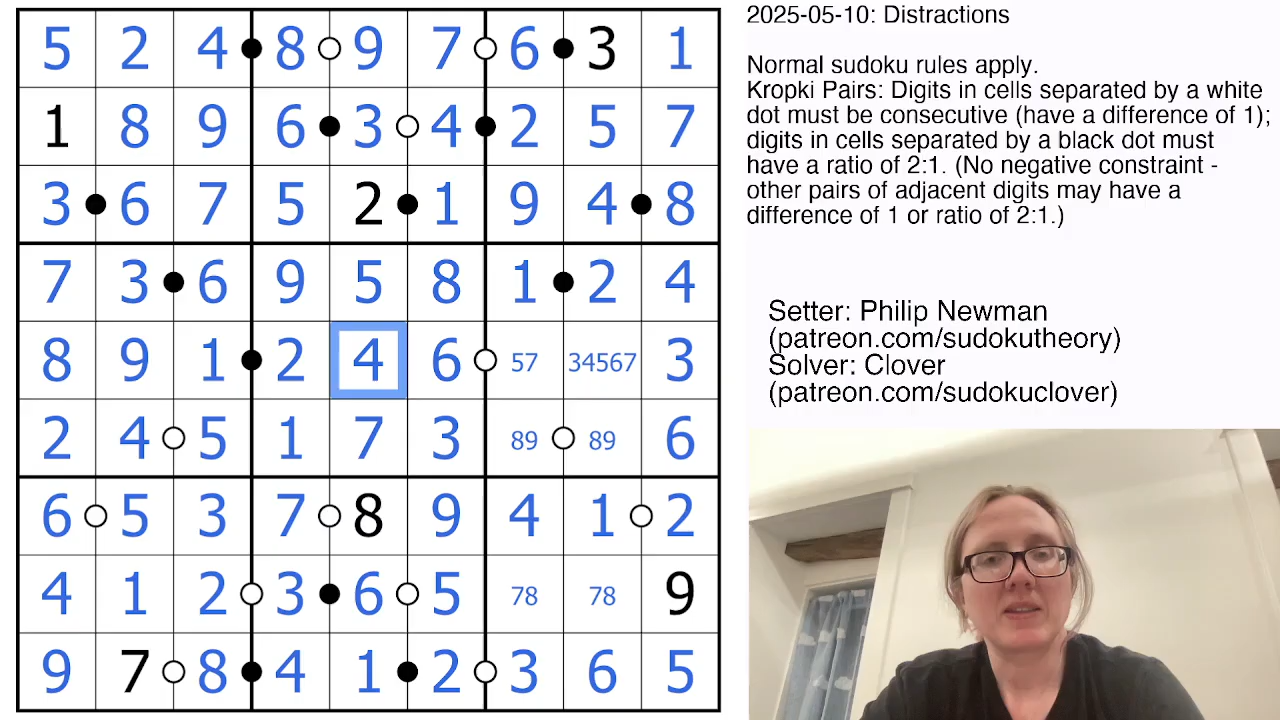 2025-05-10: Distractions
Normal sudoku rules apply.
Kropki Pairs: Digits in cells separated by a white
dot must be consecutive (have a difference of 1);
digits in cells separated by a black dot must
have a ratio of 2:1. (No negative constraint -
other pairs of adjacent digits may have a
difference of 1 or ratio of 2:1.)
Setter: Philip Newman
(patreon.com/sudokutheory)
Solver: Clover
(patreon.com/sudokuclover)
5 2 4 8 9 7 6 3 1
1 8 9 6 3 4 2 5 7
3 6 7 5 2 1 9 4 8
7 3 6 9 5 8 1 2 4
8 9 1 2 4 6 57 34567 3
2 4 5 1 7 3 89 89 6
6 5 3 7 8 9 4 1 2
4 1 2 3 6 5 78 78 9
9 7 8 4 1 2 3 6 5